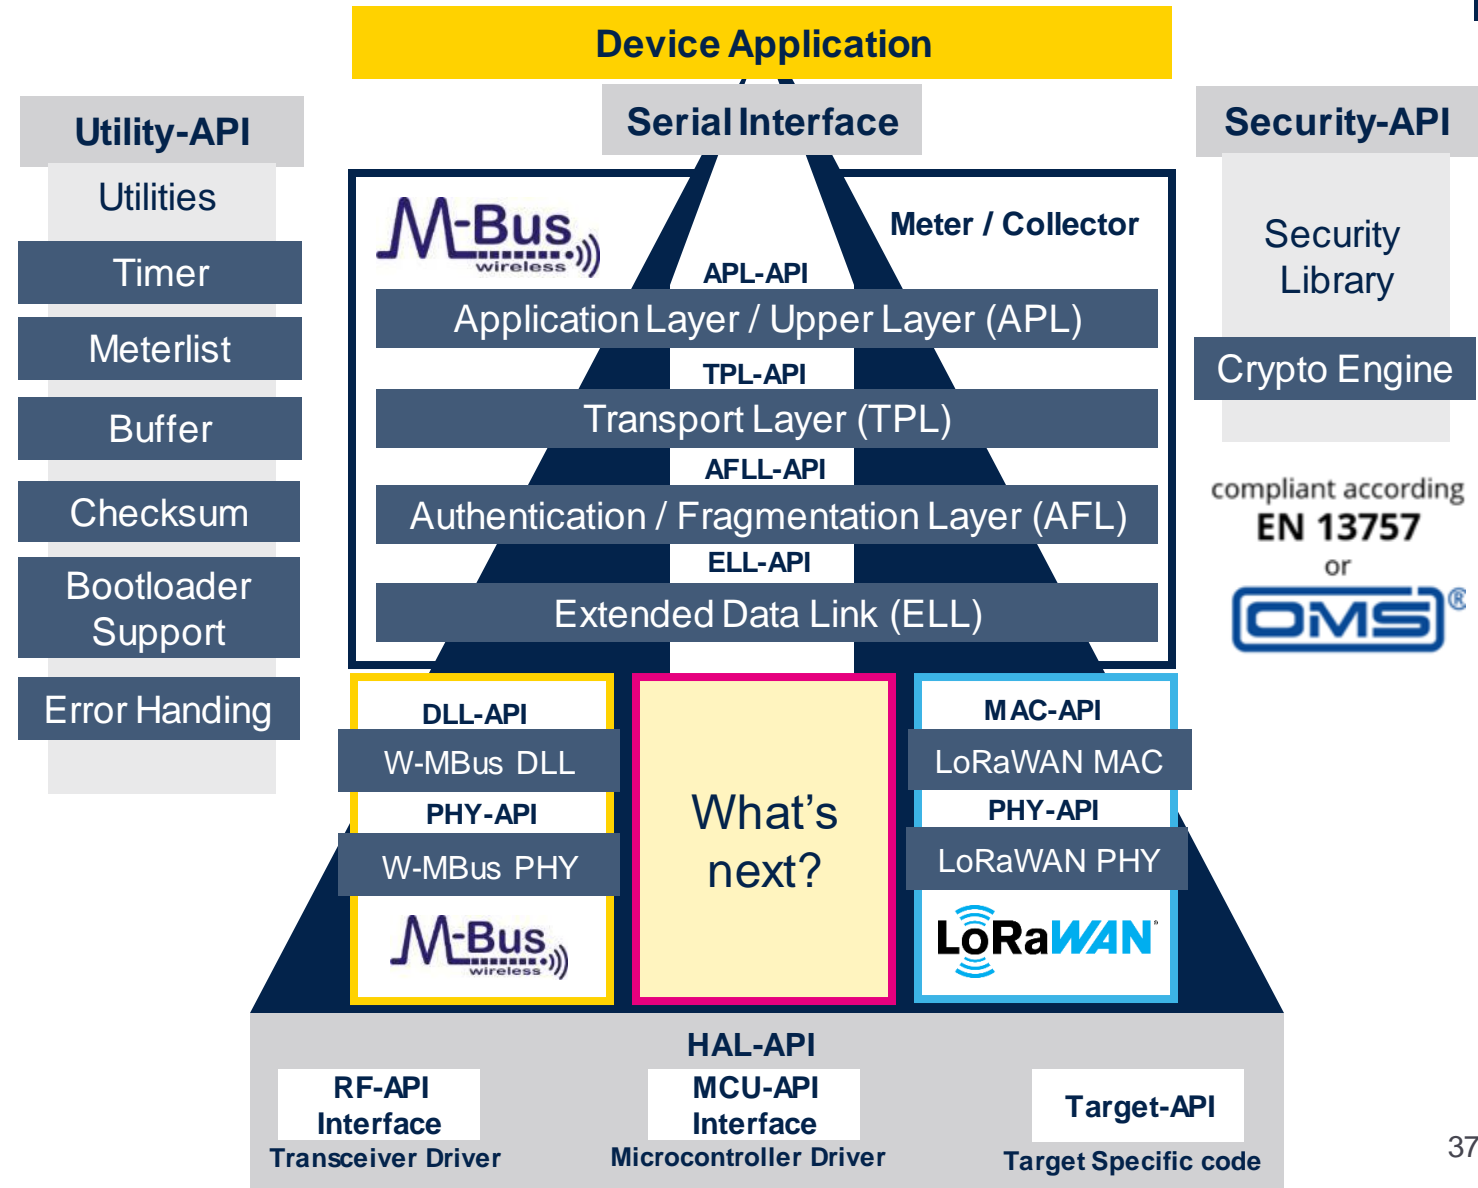 Device Application
Serial Interface
Utility-API
Utilities
Timer
Meterlist
Buffer
Checksum
Bootloader
Support
Error Handing
M-Bus
wireless
Meter / Collector
APL-API
Application Layer / Upper Layer (APL)
TPL-API
Transport Layer (TPL)
AFLL-API
Authentication / Fragmentation Layer (AFL)
ELL-API
Extended Data Link (ELL)
Security-API
Security
Library
Crypto Engine
compliant according
EN 13757
or
OMS®
DLL-API
W-MBus DLL
PHY-API
W-MBus PHY
M-Bus
wireless
What's
next?
MAC-API
LoRaWAN MAC
PHY-API
LoRaWAN PHY
LoRaWAN
HAL-API
RF-API
Interface
Transceiver Driver
MCU-API
Interface
Microcontroller Driver
Target-API
Target Specific code
37